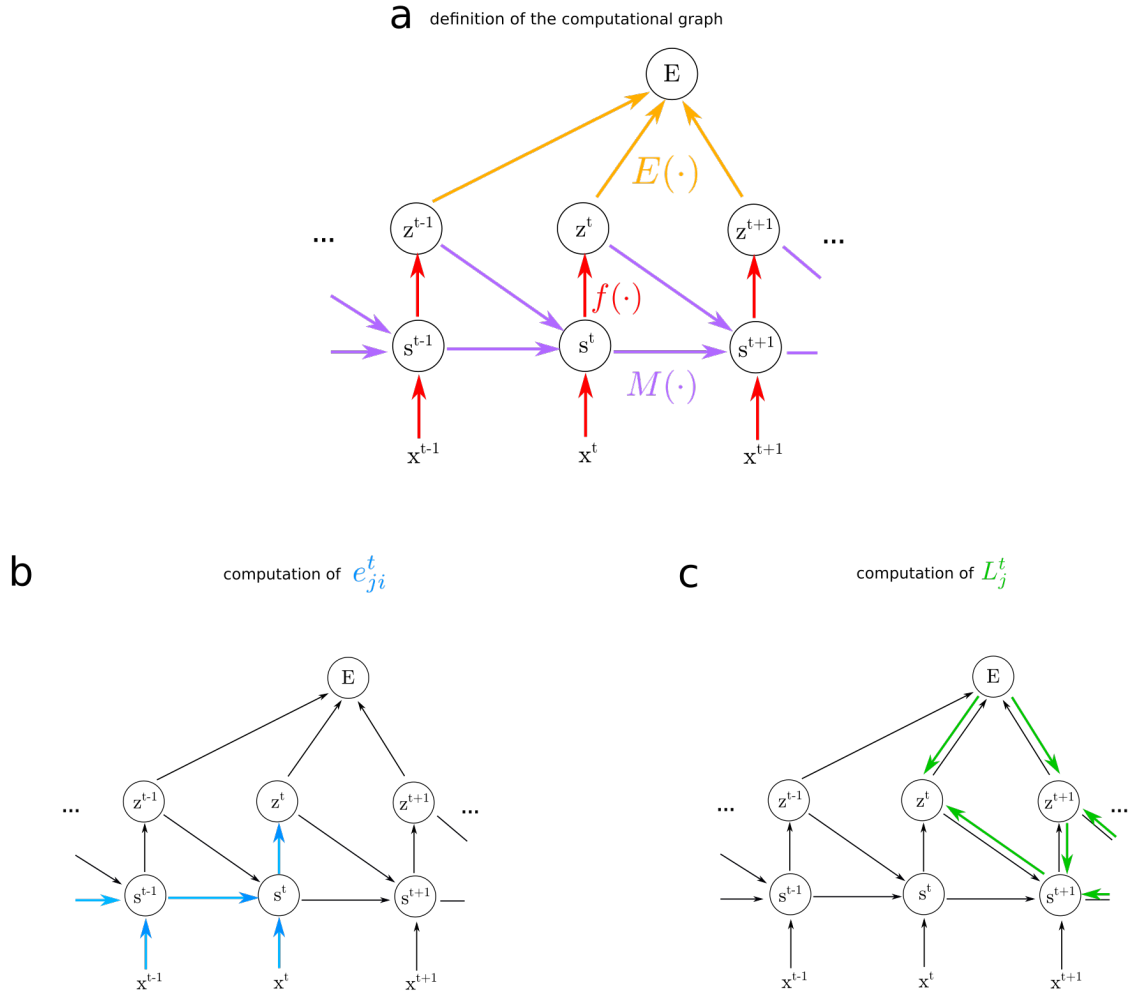 a definition of the computational graph
E
E(·)
... z^{t-1} z^t z^{t+1} ...
f(·)
s^{t-1} s^t s^{t+1}
M(·)
x^{t-1} x^t x^{t+1}
b computation of e^t_{ji}
E
... z^{t-1} z^t z^{t+1} ...
s^{t-1} s^t s^{t+1}
x^{t-1} x^t x^{t+1}
c computation of L^t_j
E
... z^{t-1} z^t z^{t+1} ...
s^{t-1} s^t s^{t+1}
x^{t-1} x^t x^{t+1}